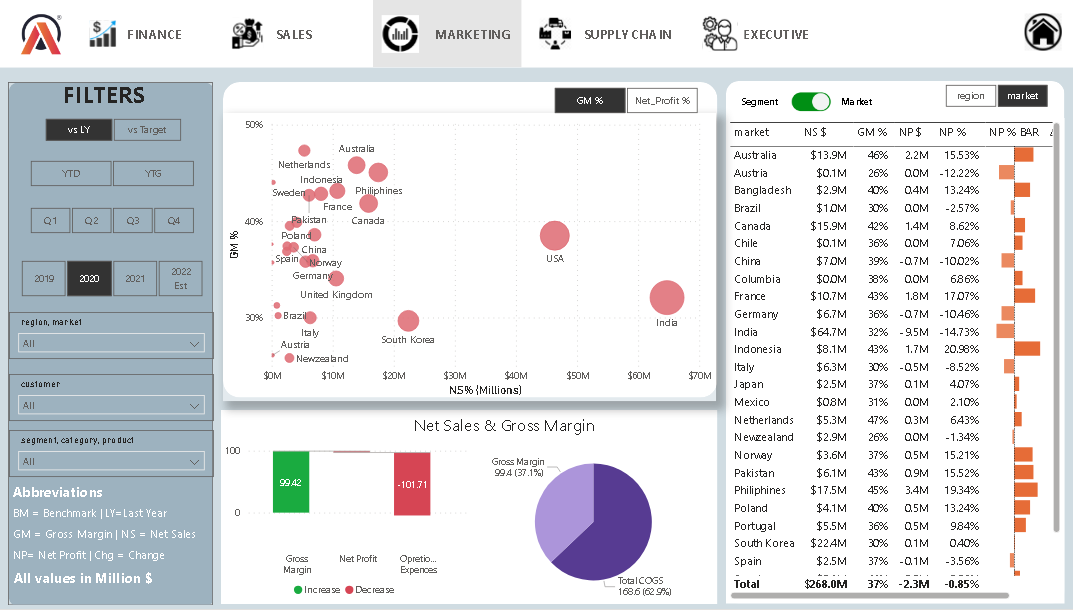 FINANCE
SALES
MARKETING
SUPPLY CHAIN
EXECUTIVE
FILTERS
vs LY
vs Target
YTD
YTG
Q1
Q2
Q3
Q4
2019
2020
2021
2022
Est
region, market
All
customer
All
segment, category, product
All
Abbreviations
BM = Benchmark | LY=Last Year
GM = Gross Margin | NS = Net Sales
NP= Net Profit | Chg = Change
All values in Million $
GM %
Net_Profit %
50%
40%
30%
GM %
Australia
Netherlands
Indonesia
Sweden
Philiphines
France
Pakistan
Canada
Poland
China
Spain
Norway
USA
Germany
United Kingdom
Brazil
India
Italy
South Korea
Austria
Newzealand
$0M $10M $20M $30M $40M $50M $60M $70M
NS% (Millions)
Net Sales & Gross Margin
100
0
99.42
-101.71
Gross
Margin
Net Profit
Opretio...
Expences
Increase
Decrease
Gross Margin
99.4 (37.1%)
Total COGS
168.6 (62.9%)
Segment
Market
region
market
market NS $ GM % NP $ NP % NP % BAR
Australia $13.9M 46% 2.2M 15.53%
Austria $0.1M 26% 0.0M -12.22%
Bangladesh $2.9M 40% 0.4M 13.24%
Brazil $1.0M 30% 0.0M -2.57%
Canada $15.9M 42% 1.4M 8.62%
Chile $0.1M 36% 0.0M 7.06%
China $7.0M 39% -0.7M -10.02%
Columbia $0.0M 38% 0.0M 6.86%
France $10.7M 43% 1.8M 17.07%
Germany $6.7M 36% -0.7M -10.46%
India $64.7M 32% -9.5M -14.73%
Indonesia $8.1M 43% 1.7M 20.98%
Italy $6.3M 30% -0.5M -8.52%
Japan $2.5M 37% 0.1M 4.07%
Mexico $0.8M 31% 0.0M 2.10%
Netherlands $5.3M 47% 0.3M 6.43%
Newzealand $2.9M 26% 0.0M -1.34%
Norway $3.6M 37% 0.5M 15.21%
Pakistan $6.1M 43% 0.9M 15.52%
Philiphines $17.5M 45% 3.4M 19.34%
Poland $4.1M 40% 0.5M 13.24%
Portugal $5.5M 36% 0.5M 9.84%
South Korea $22.4M 30% 0.1M 0.40%
Spain $2.5M 37% -0.1M -3.56%
Total $268.0M 37% -2.3M -0.85%